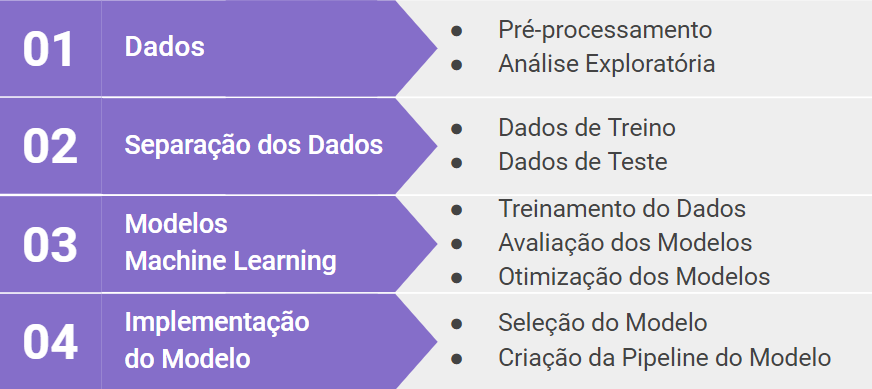 01
Dados
● Pré-processamento
● Análise Exploratória
02
Separação dos Dados
● Dados de Treino
● Dados de Teste
03
Modelos
Machine Learning
● Treinamento do Dados
● Avaliação dos Modelos
● Otimização dos Modelos
04
Implementação
do Modelo
● Seleção do Modelo
● Criação da Pipeline do Modelo